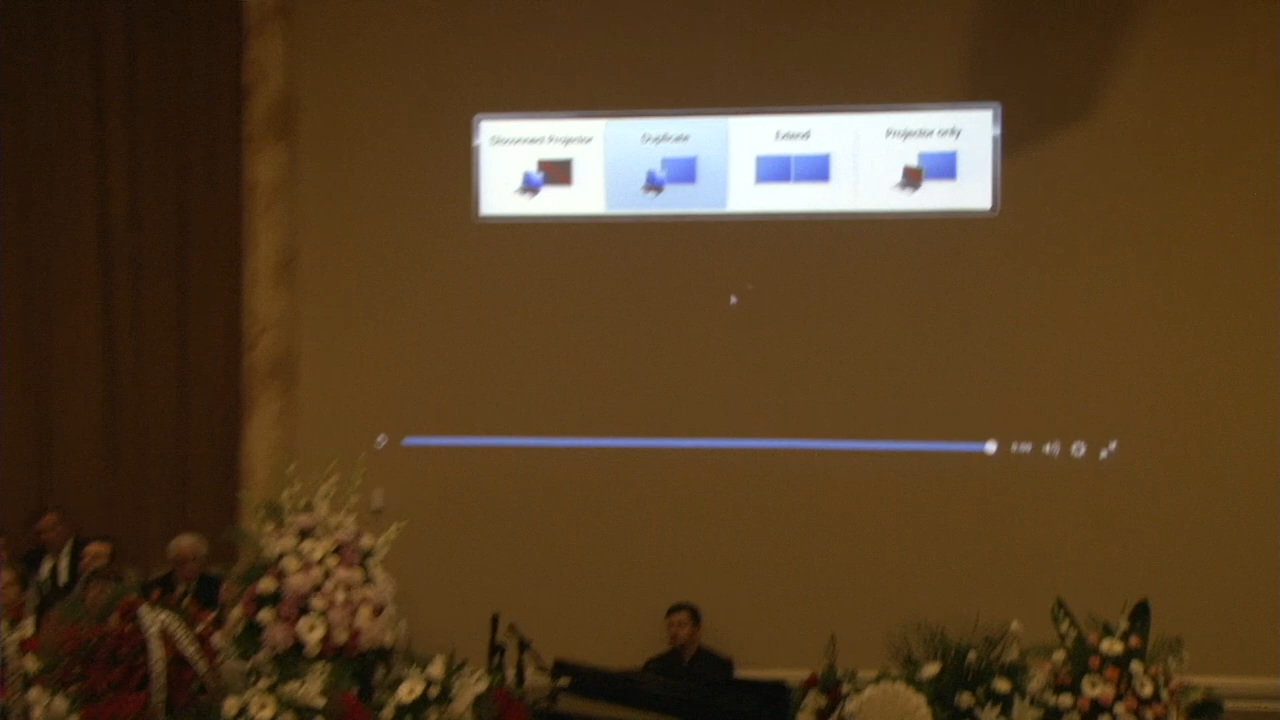 Disconnect Projector
Duplicate
Extend
Projector only